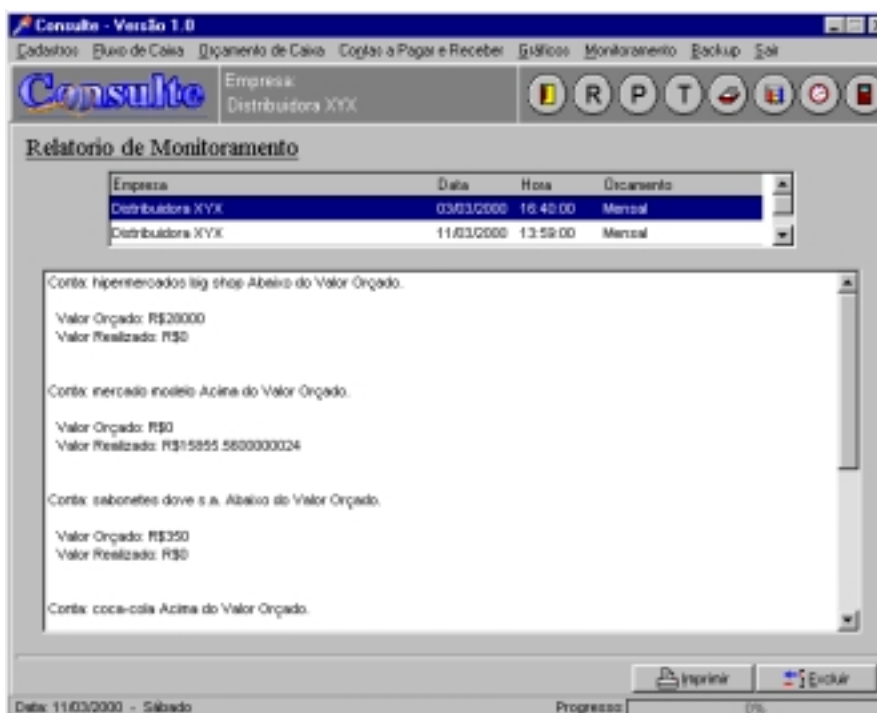 Consulte - Versão 1.0
Cadastros Fluxo de Caixa Orçamento de Caixa Contas a Pagar e Receber Gráficos Monitoramento Backup Sair
Consulte
Empresa:
Distribuidora XYX
R P T
Relatorio de Monitoramento
Empresa Data Hora Orcamento
Distribuidora XYX 03/03/2000 16:40:00 Mensal
Distribuidora XYX 11/03/2000 13:59:00 Mensal
Conta: hipermercados big shop Abaixo do Valor Orçado.
Valor Orçado: R$20000
Valor Realizado: R$0
Conta: mercado modelo Acima do Valor Orçado.
Valor Orçado: R$0
Valor Realizado: R$15855.5600000024
Conta: sabonetes dove s.a. Abaixo do Valor Orçado.
Valor Orçado: R$350
Valor Realizado: R$0
Conta: coca-cola Acima do Valor Orçado.
Imprimir Excluir
Data: 11/03/2000 - Sábado Progresso: 0%